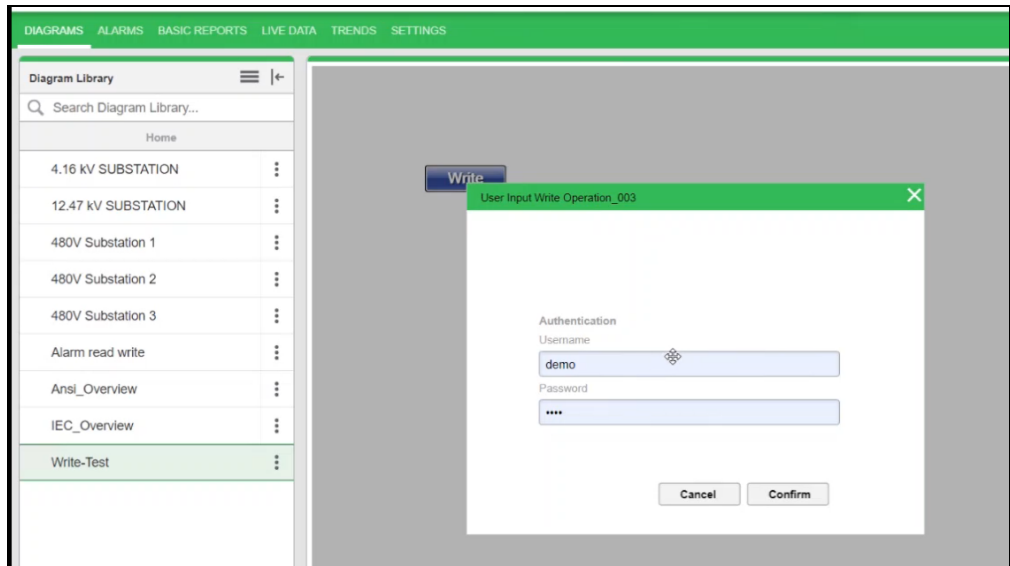 DIAGRAMS ALARMS BASIC REPORTS LIVE DATA TRENDS SETTINGS
Diagram Library
Search Diagram Library...
Home
4.16 kV SUBSTATION
12.47 kV SUBSTATION
480V Substation 1
480V Substation 2
480V Substation 3
Alarm read write
Ansi_Overview
IEC_Overview
Write-Test
Write
User Input Write Operation_003
Authentication
Username
demo
Password
••••
Cancel Confirm